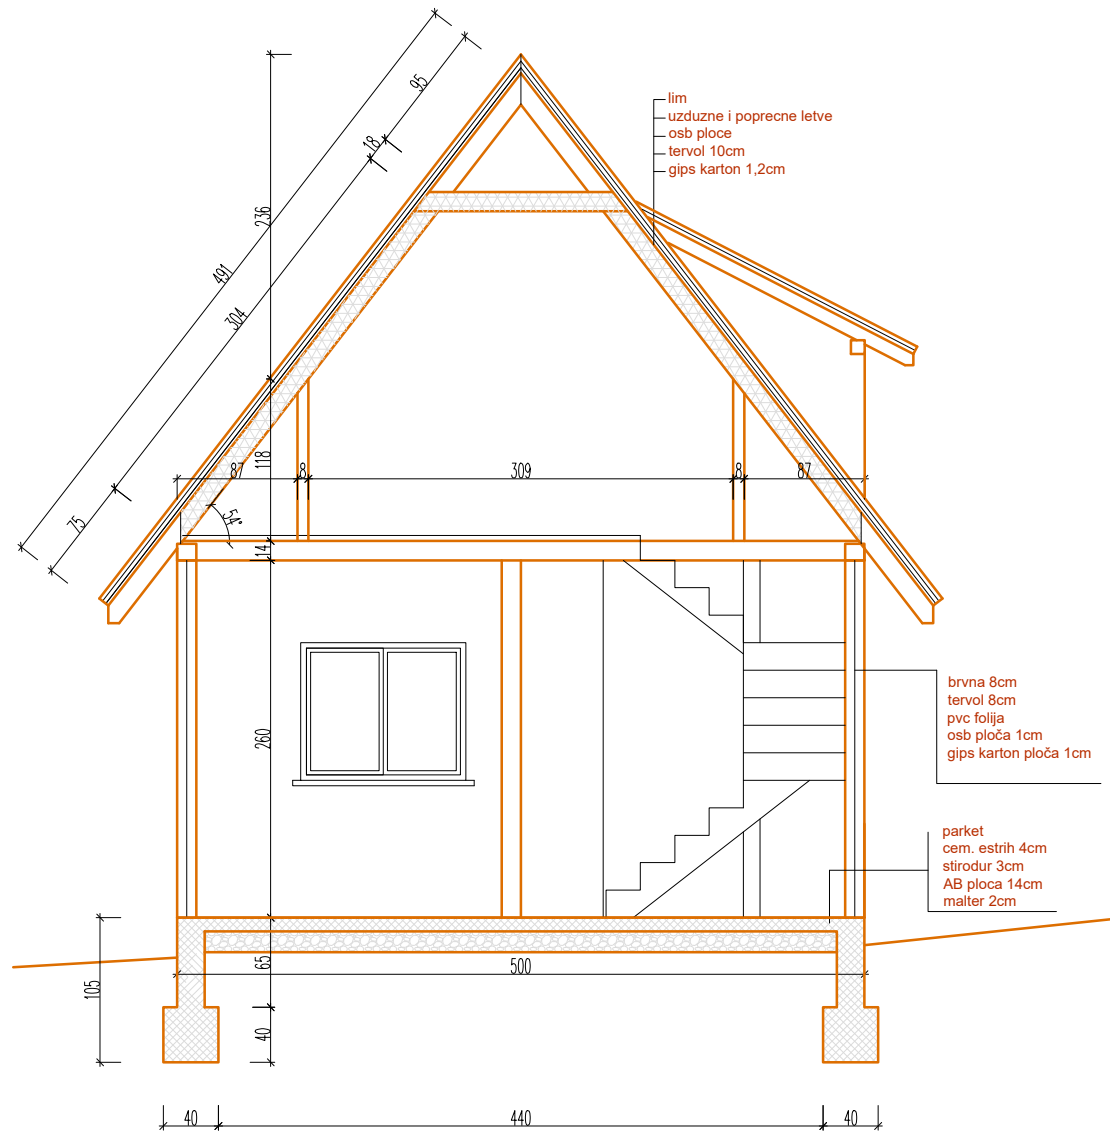 95
18
lim
uzduzne i poprecne letve
osb ploce
tervol 10cm
gips karton 1,2cm
236
491
304
118
87
8
309
8
87
75
54°
14
brvna 8cm
tervol 8cm
pvc folija
osb ploča 1cm
gips karton ploča 1cm
260
parket
cem. estrih 4cm
stirodur 3cm
AB ploca 14cm
malter 2cm
65
500
105
40
40
440
40